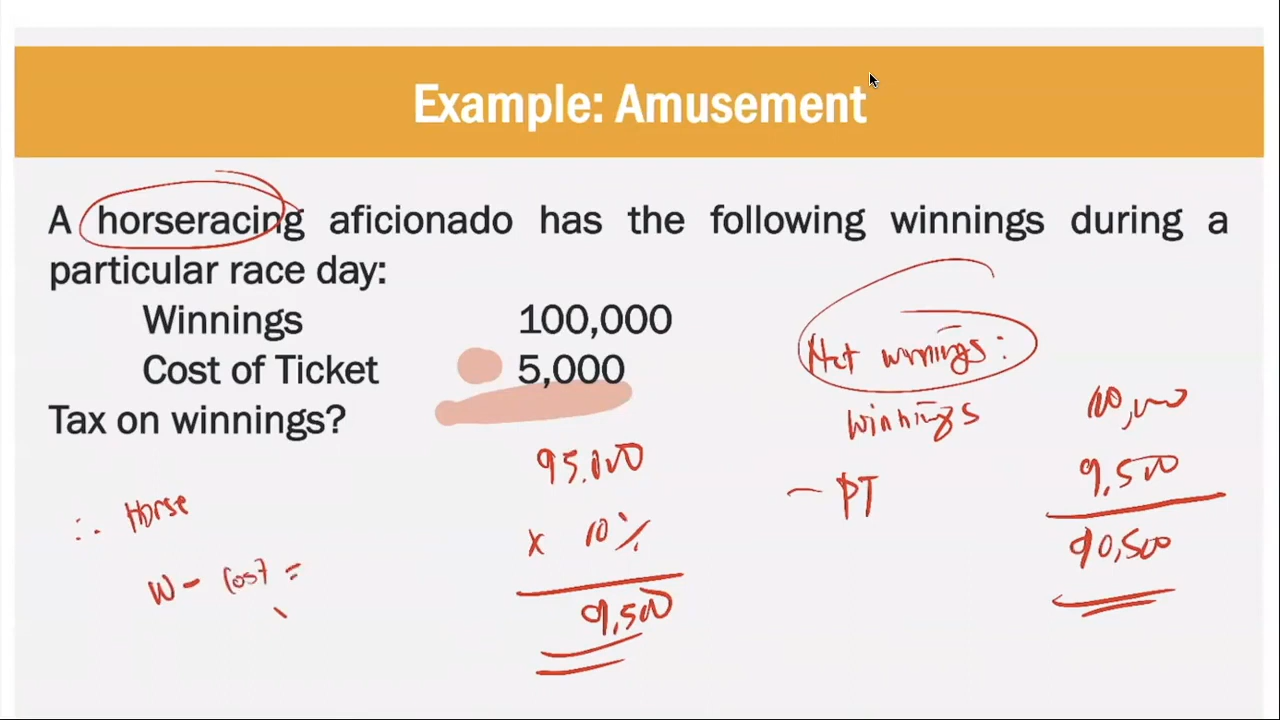 Example: Amusement
A horseracing aficionado has the following winnings during a
particular race day:
Winnings 100,000
Cost of Ticket 5,000
Tax on winnings?
Net winnings:
winnings 100,000
- PT 9,500
90,500
95,000
x 10%
9,500
∴ Horse
W - Cost =